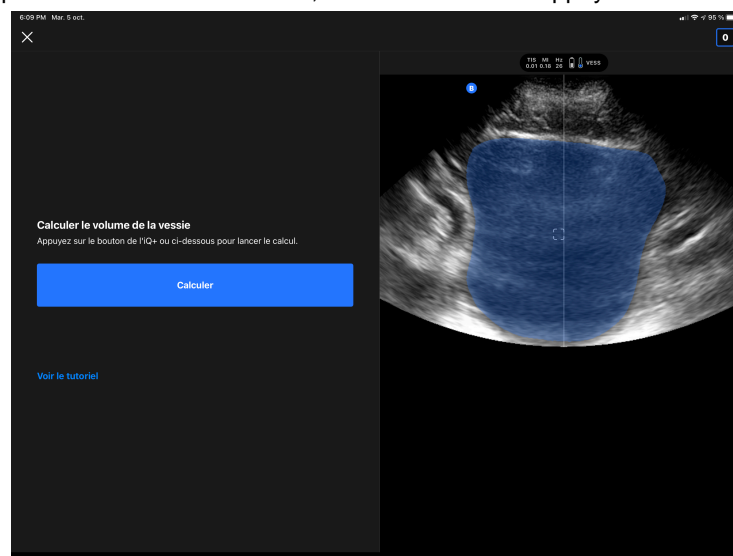 6:09 PM Mar. 5 oct.
95 %
0
TIS MI Hz
0.01 0.18 26
VESS
B
Calculer le volume de la vessie
Appuyez sur le bouton de l'iQ+ ou ci-dessous pour lancer le calcul.
Calculer
Voir le tutoriel